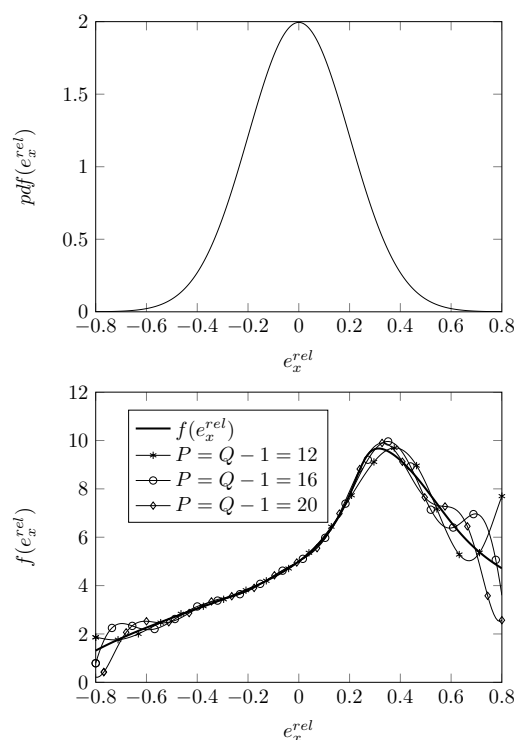 2
1.5
1
0.5
0
pdf(e_x^{rel})
−0.8 −0.6 −0.4 −0.2 0 0.2 0.4 0.6 0.8
e_x^{rel}
12
10
8
6
4
2
0
f(e_x^{rel})
f(e_x^{rel})
P = Q − 1 = 12
P = Q − 1 = 16
P = Q − 1 = 20
−0.8 −0.6 −0.4 −0.2 0 0.2 0.4 0.6 0.8
e_x^{rel}